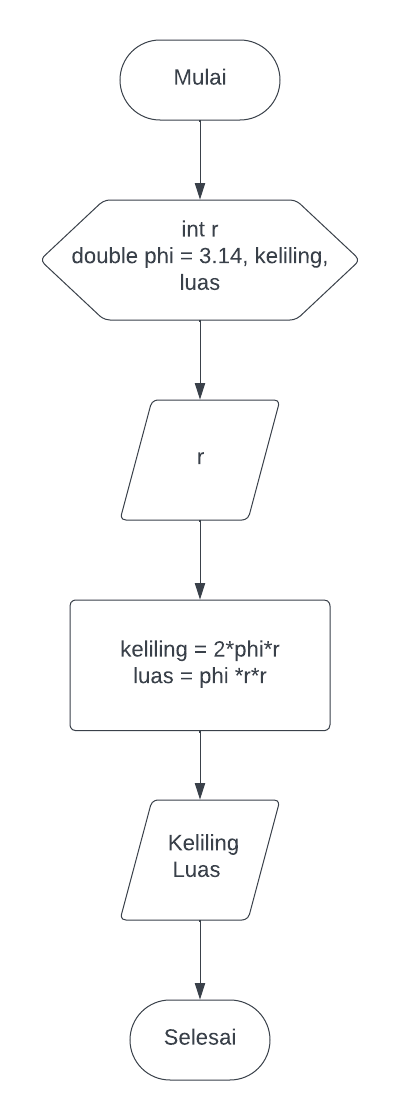 Mulai
int r
double phi = 3.14, keliling,
luas
r
keliling = 2*phi*r
luas = phi *r*r
Keliling
Luas
Selesai